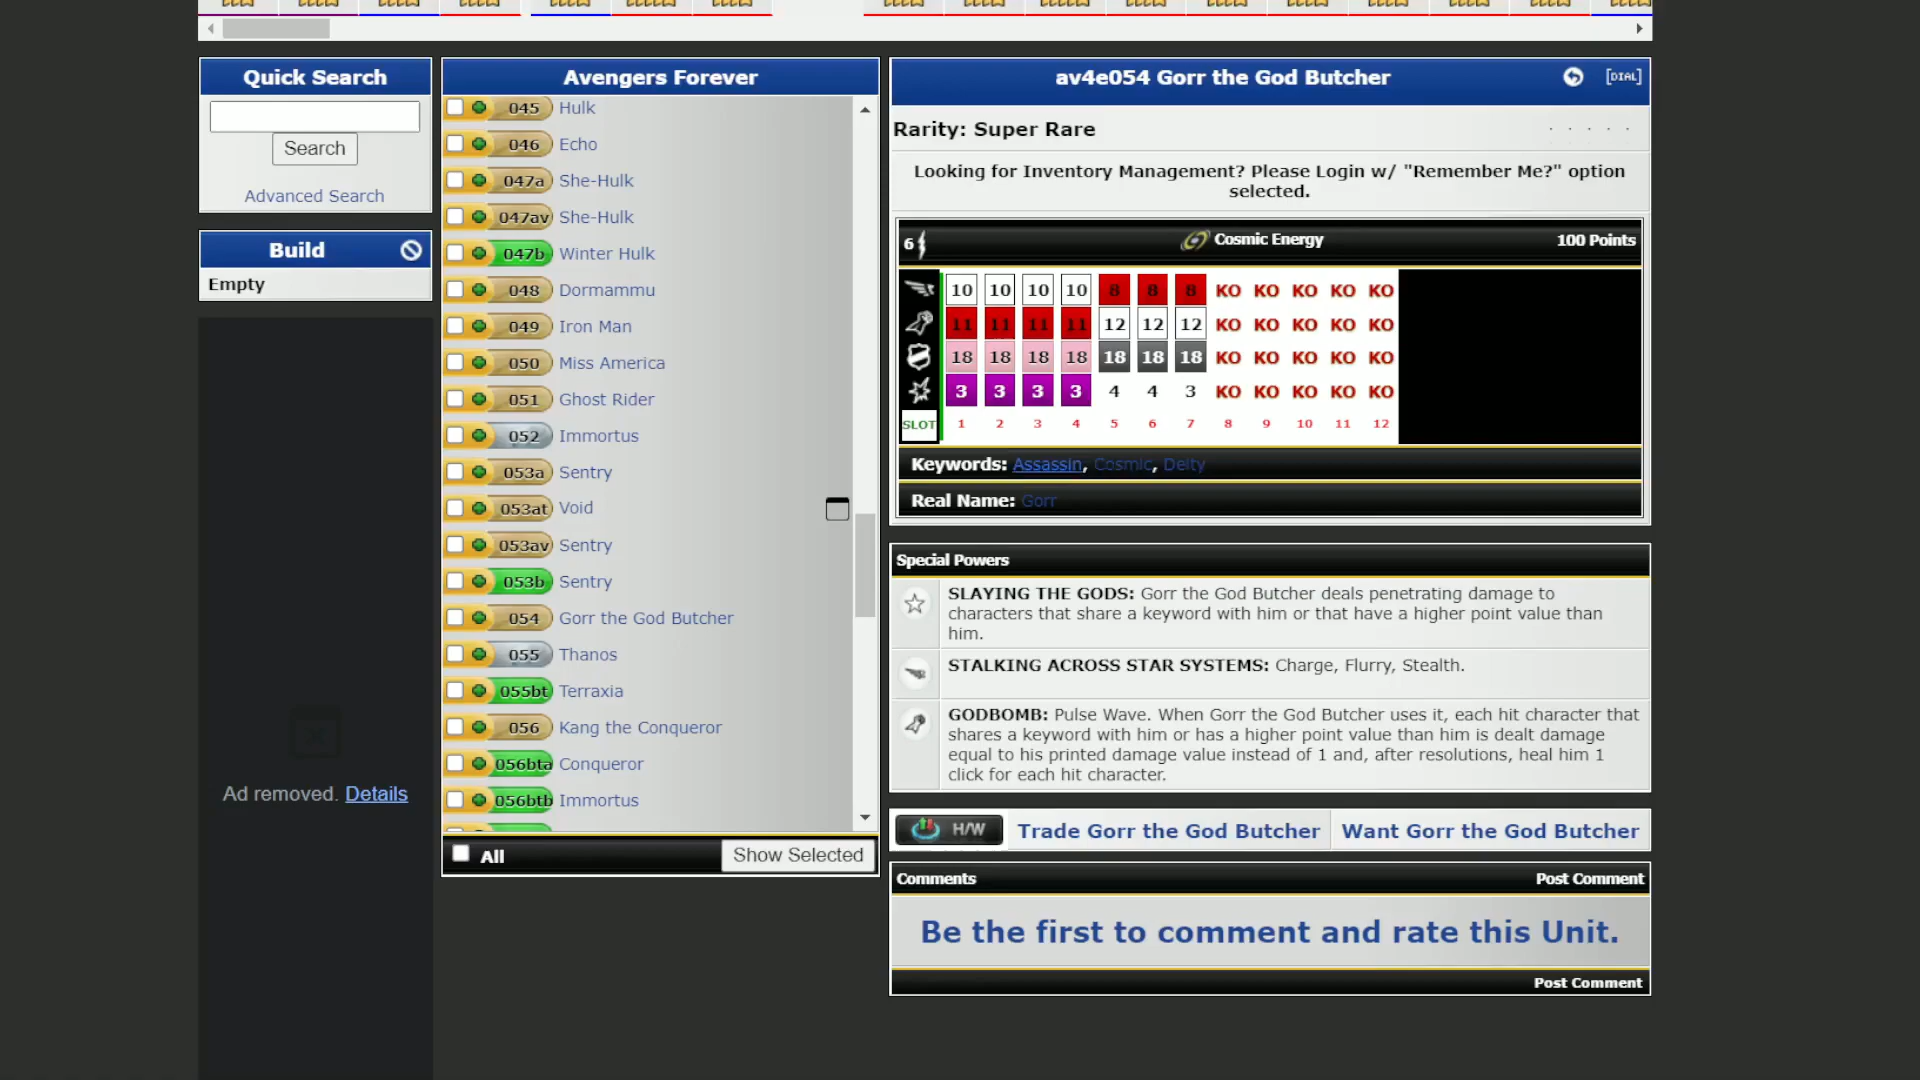 Quick Search
Search
Advanced Search
Build
Empty
Ad removed. Details
Avengers Forever
045 Hulk
046 Echo
047a She-Hulk
047av She-Hulk
047b Winter Hulk
048 Dormammu
049 Iron Man
050 Miss America
051 Ghost Rider
052 Immortus
053a Sentry
053at Void
053av Sentry
053b Sentry
054 Gorr the God Butcher
055 Thanos
055bt Terraxia
056 Kang the Conqueror
056bta Conqueror
056btb Immortus
All
Show Selected
av4e054 Gorr the God Butcher
[DIAL]
Rarity: Super Rare
Looking for Inventory Management? Please Login w/ "Remember Me?" option
selected.
6 Cosmic Energy 100 Points
10 10 10 10 8 8 8 KO KO KO KO KO
11 11 11 11 12 12 12 KO KO KO KO KO
18 18 18 18 18 18 18 KO KO KO KO KO
3 3 3 3 4 4 3 KO KO KO KO KO
SLOT 1 2 3 4 5 6 7 8 9 10 11 12
Keywords: Assassin, Cosmic, Deity
Real Name: Gorr
Special Powers
SLAYING THE GODS: Gorr the God Butcher deals penetrating damage to
characters that share a keyword with him or that have a higher point value than
him.
STALKING ACROSS STAR SYSTEMS: Charge, Flurry, Stealth.
GODBOMB: Pulse Wave. When Gorr the God Butcher uses it, each hit character that
shares a keyword with him or has a higher point value than him is dealt damage
equal to his printed damage value instead of 1 and, after resolutions, heal him 1
click for each hit character.
H/W
Trade Gorr the God Butcher
Want Gorr the God Butcher
Comments
Post Comment
Be the first to comment and rate this Unit.
Post Comment